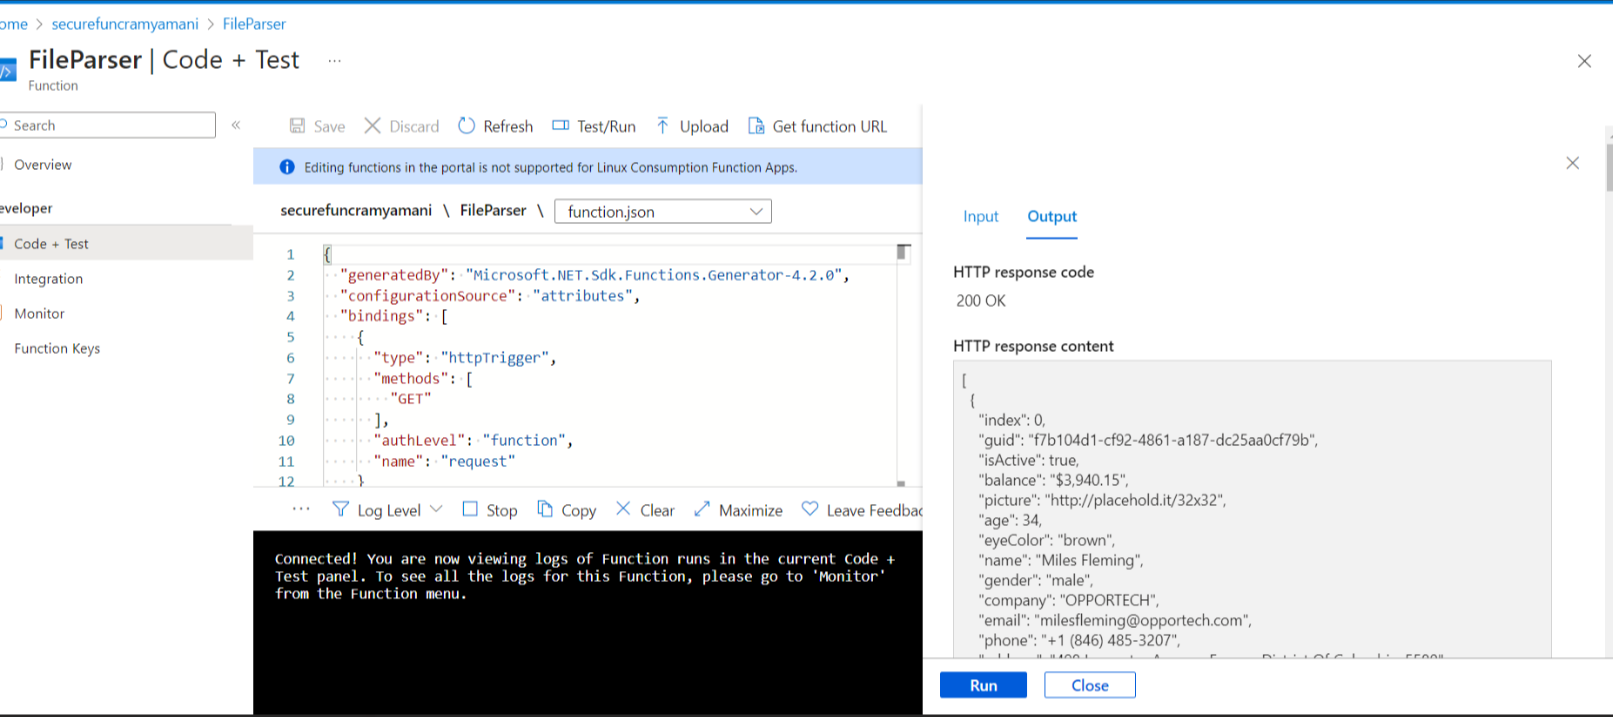 ome > securefuncramyamani > FileParser
FileParser | Code + Test ...
Function
Search «
Overview
eveloper
Code + Test
Integration
Monitor
Function Keys
Save Discard Refresh Test/Run Upload Get function URL
Editing functions in the portal is not supported for Linux Consumption Function Apps.
securefuncramyamani \ FileParser \ function.json
1 {
2 "generatedBy": "Microsoft.NET.Sdk.Functions.Generator-4.2.0",
3 "configurationSource": "attributes",
4 "bindings": [
5 {
6 "type": "httpTrigger",
7 "methods": [
8 "GET"
9 ],
10 "authLevel": "function",
11 "name": "request"
12 }
... Log Level Stop Copy Clear Maximize Leave Feedbac
Connected! You are now viewing logs of Function runs in the current Code +
Test panel. To see all the logs for this Function, please go to 'Monitor'
from the Function menu.
Input Output
HTTP response code
200 OK
HTTP response content
[
{
"index": 0,
"guid": "f7b104d1-cf92-4861-a187-dc25aa0cf79b",
"isActive": true,
"balance": "$3,940.15",
"picture": "http://placehold.it/32x32",
"age": 34,
"eyeColor": "brown",
"name": "Miles Fleming",
"gender": "male",
"company": "OPPORTECH",
"email": "milesfleming@opportech.com",
"phone": "+1 (846) 485-3207",
Run Close